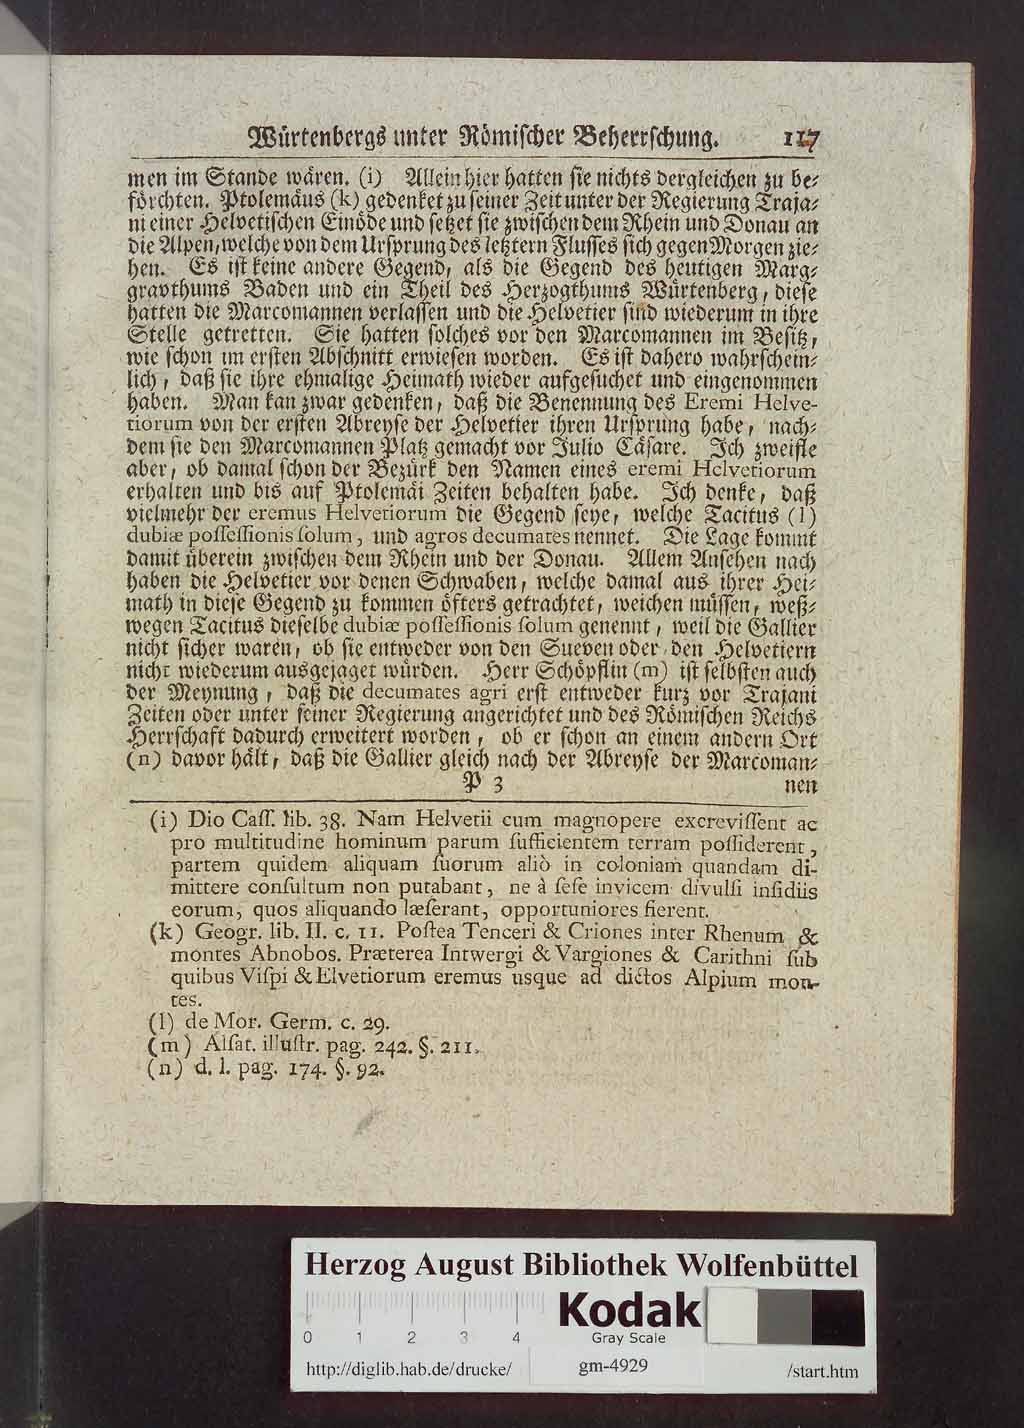 Würtenbergs unter Römischer Beherrschung. 117
men im Stande wären. (i) Allein hier hatten sie nichts dergleichen zu be-
förchten. Ptolemäus (k) gedenket zu seiner Zeit unter der Regierung Traja-
ni einer Helvetischen Einöde und setzet sie zwischen dem Rhein und Donau an
die Alpen, welche von dem Ursprung des letztern Flusses sich gegen Morgen zie-
hen. Es ist keine andere Gegend, als die Gegend des heutigen Marg-
gravthums Baden und ein Theil des Herzogthums Würtenberg, diese
hatten die Marcomannen verlassen und die Helvetier sind wiederum in ihre
Stelle getretten. Sie hatten solches vor den Marcomannen im Besitz,
wie schon im ersten Abschnitt erwiesen worden. Es ist dahero wahrschein-
lich, daß sie ihre ehmalige Heimath wieder aufgesuchet und eingenommen
haben. Man kan zwar gedenken, daß die Benennung des Eremi Helve-
tiorum von der ersten Abreyse der Helvetier ihren Ursprung habe, nach-
dem sie den Marcomannen Platz gemacht vor Julio Cäsare. Ich zweifle
aber, ob damal schon der Bezürk den Namen eines eremi Helvetiorum
erhalten und bis auf Ptolemäi Zeiten behalten habe. Ich denke, daß
vielmehr der eremus Helvetiorum die Gegend seye, welche Tacitus (l)
dubiæ poſſeſſionis ſolum, und agros decumates nennet. Die Lage kommt
damit überein zwischen dem Rhein und der Donau. Allem Ansehen nach
haben die Helvetier vor denen Schwaben, welche damal aus ihrer Hei-
math in diese Gegend zu kommen öfters getrachtet, weichen müssen, weß-
wegen Tacitus dieselbe dubiæ poſſeſſionis ſolum genennt, weil die Gallier
nicht sicher waren, ob sie entweder von den Sueven oder den Helvetiern
nicht wiederum ausgejaget würden. Herr Schöpflin (m) ist selbsten auch
der Meynung, daß die decumates agri erst entweder kurz vor Trajani
Zeiten oder unter seiner Regierung angerichtet und des Römischen Reichs
Herrschaft dadurch erweitert worden, ob er schon an einem andern Ort
(n) davor hält, daß die Gallier gleich nach der Abreyse der Marcoman-
P 3 nen
(i) Dio Caſſ. lib. 38. Nam Helvetii cum magnopere excreviſſent ac
pro multitudine hominum parum ſufficientem terram poſſiderent,
partem quidem aliquam ſuorum aliò in coloniam quandam di-
mittere conſultum non putabant, ne à ſeſe invicem divulſi inſidiis
eorum, quos aliquando læſerant, opportuniores fierent.
(k) Geogr. lib. II. c. 11. Poſtea Tenceri & Criones inter Rhenum &
montes Abnobos. Præterea Intwergi & Vargiones & Carithni ſub
quibus Viſpi & Elvetiorum eremus usque ad dictos Alpium mon-
tes.
(l) de Mor. Germ. c. 29.
(m) Alſat. illuſtr. pag. 242. §. 211.
(n) d. l. pag. 174. §. 92.
Herzog August Bibliothek Wolfenbüttel
0 1 2 3 4
Kodak
Gray Scale
http://diglib.hab.de/drucke/ gm-4929 /start.htm